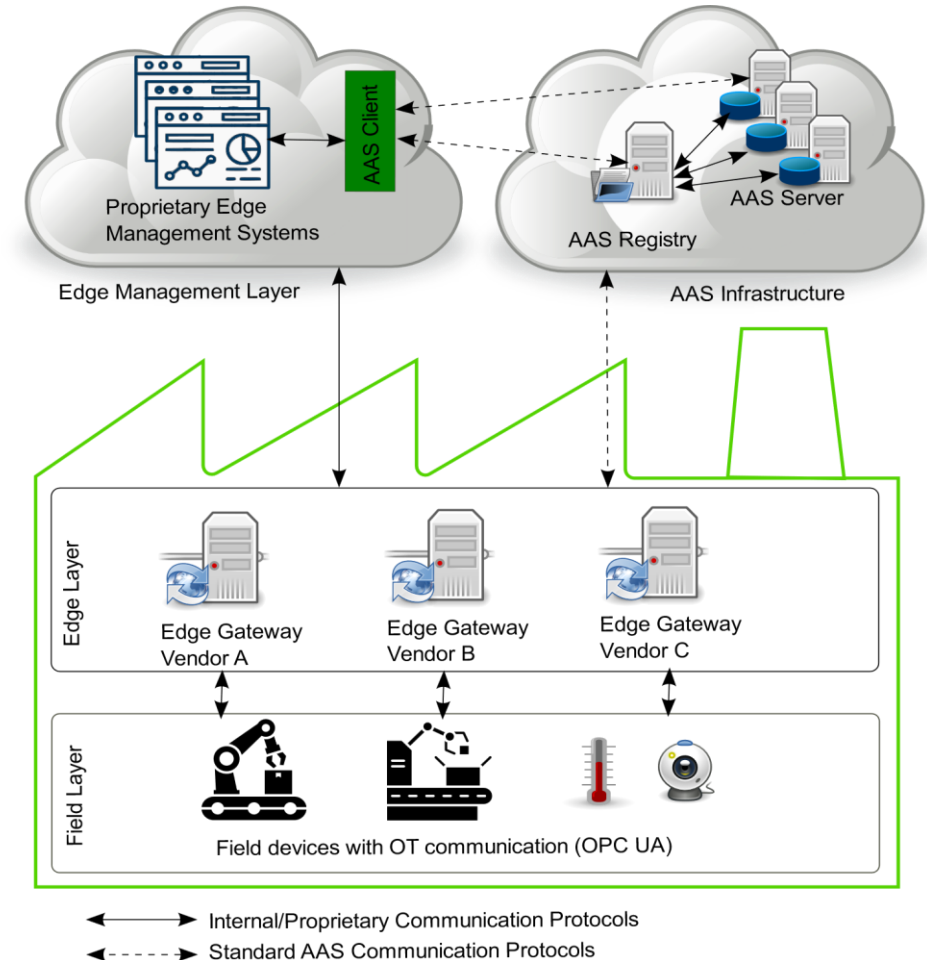 AAS Client
Proprietary Edge
Management Systems
AAS Server
AAS Registry
Edge Management Layer
AAS Infrastructure
Edge Layer
Edge Gateway
Vendor A
Edge Gateway
Vendor B
Edge Gateway
Vendor C
Field Layer
Field devices with OT communication (OPC UA)
Internal/Proprietary Communication Protocols
Standard AAS Communication Protocols